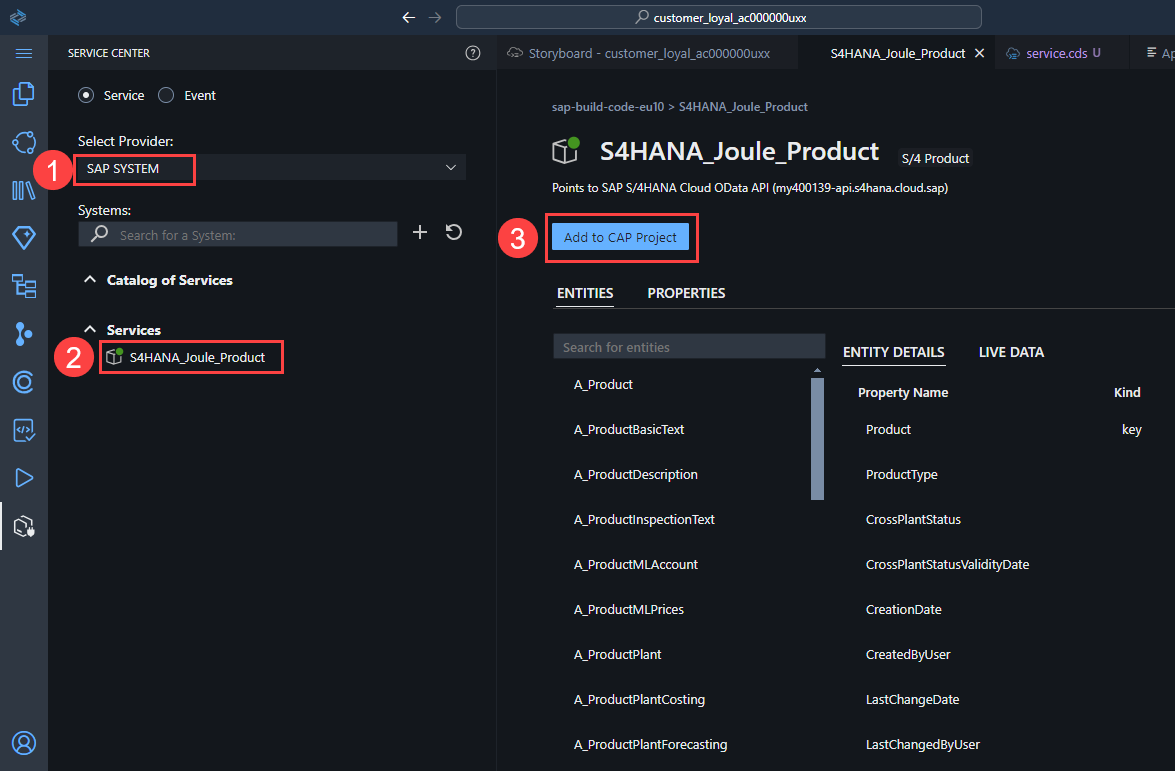 customer_loyal_ac000000uxx
SERVICE CENTER
Service
Event
Select Provider:
1
SAP SYSTEM
Systems:
Search for a System:
Catalog of Services
Services
2
S4HANA_Joule_Product
Storyboard - customer_loyal_ac000000uxx
S4HANA_Joule_Product
service.cds U
Ap
sap-build-code-eu10 > S4HANA_Joule_Product
S4HANA_Joule_Product
S/4 Product
Points to SAP S/4HANA Cloud OData API (my400139-api.s4hana.cloud.sap)
3
Add to CAP Project
ENTITIES
PROPERTIES
Search for entities
A_Product
A_ProductBasicText
A_ProductDescription
A_ProductInspectionText
A_ProductMLAccount
A_ProductMLPrices
A_ProductPlant
A_ProductPlantCosting
A_ProductPlantForecasting
ENTITY DETAILS
LIVE DATA
Property Name
Kind
Product
key
ProductType
CrossPlantStatus
CrossPlantStatusValidityDate
CreationDate
CreatedByUser
LastChangeDate
LastChangedByUser